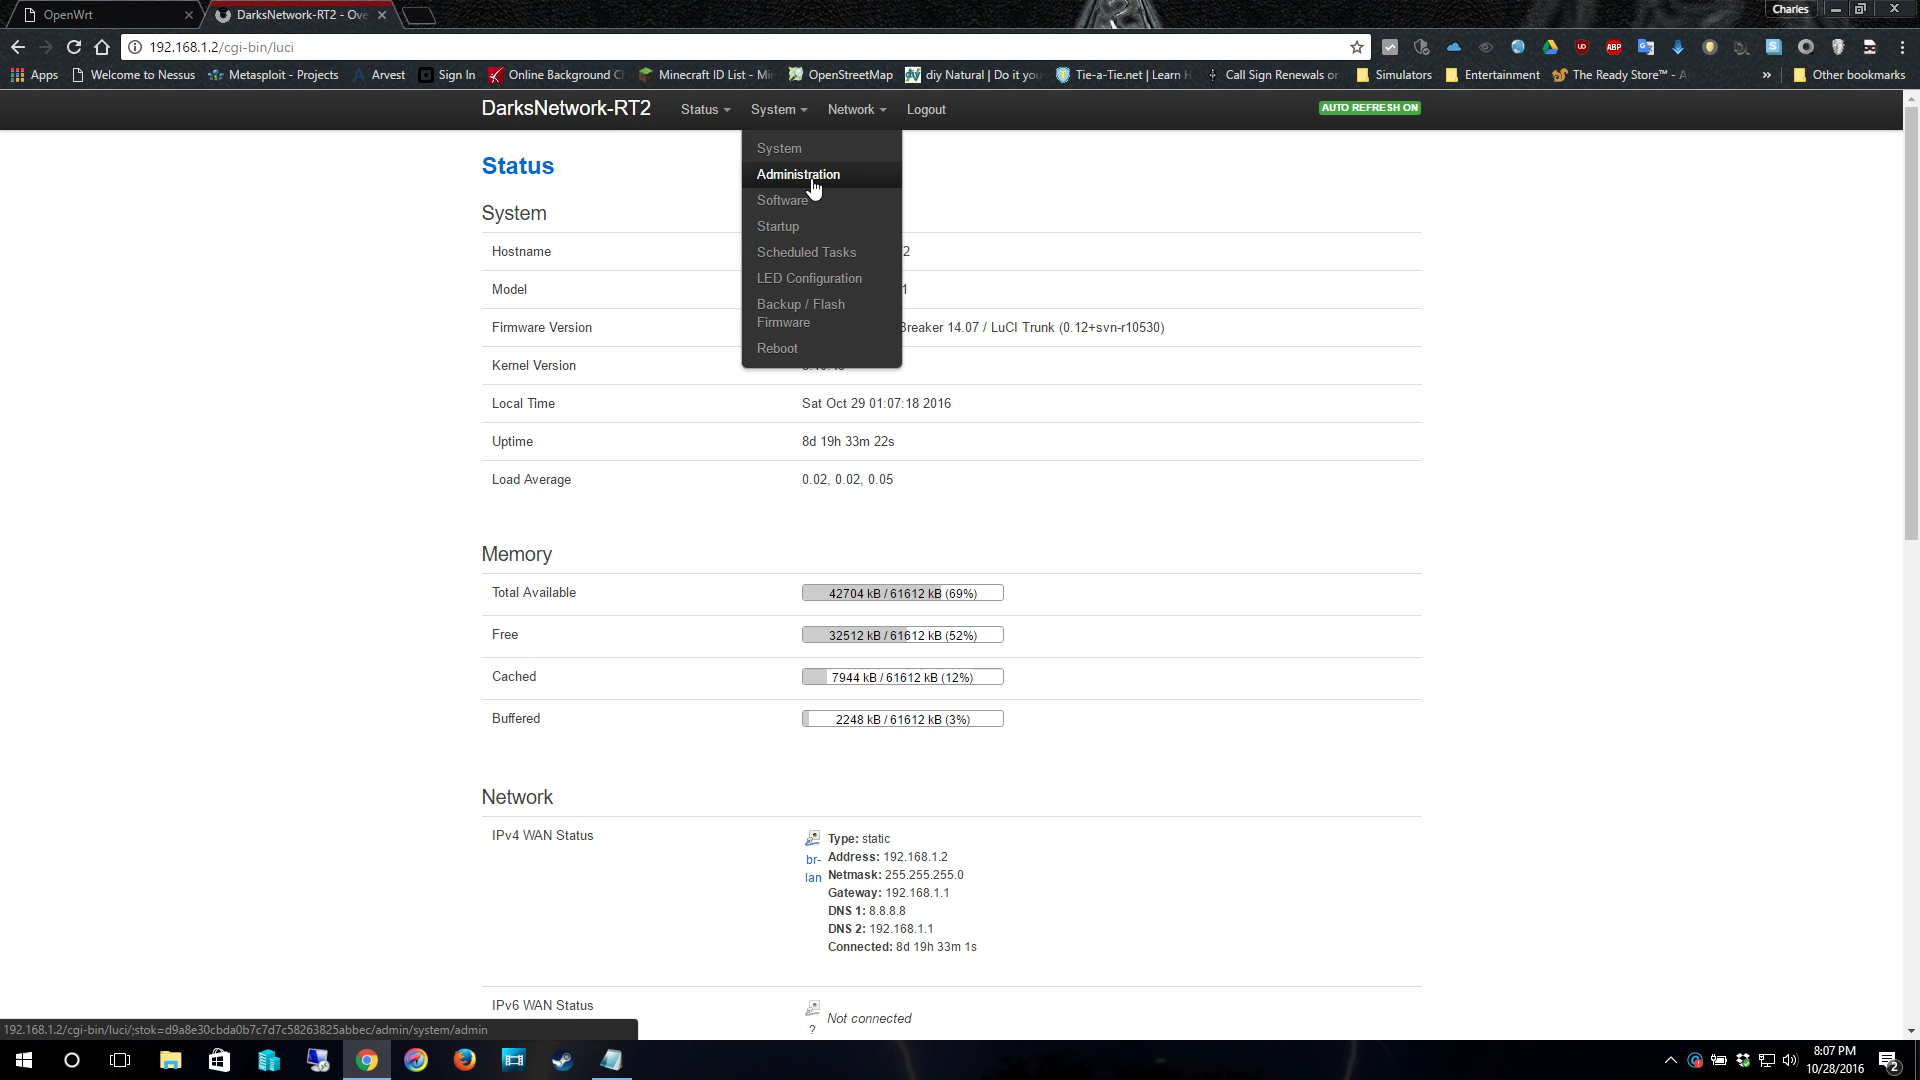 OpenWrt
DarksNetwork-RT2 - Ove
Charles
192.168.1.2/cgi-bin/luci
Apps
Welcome to Nessus
Metasploit - Projects
Arvest
Sign In
Online Background C
Minecraft ID List - Mi
OpenStreetMap
diy Natural | Do it you
Tie-a-Tie.net | Learn H
Call Sign Renewals or
Simulators
Entertainment
The Ready Store™ - A
»
Other bookmarks
DarksNetwork-RT2
Status
System
Network
Logout
AUTO REFRESH ON
System
Administration
Software
Startup
Scheduled Tasks
LED Configuration
Backup / Flash
Firmware
Reboot
Status
System
Hostname
2
Model
1
Firmware Version
Breaker 14.07 / LuCI Trunk (0.12+svn-r10530)
Kernel Version
Local Time
Sat Oct 29 01:07:18 2016
Uptime
8d 19h 33m 22s
Load Average
0.02, 0.02, 0.05
Memory
Total Available
42704 kB / 61612 kB (69%)
Free
32512 kB / 61612 kB (52%)
Cached
7944 kB / 61612 kB (12%)
Buffered
2248 kB / 61612 kB (3%)
Network
IPv4 WAN Status
br-
lan
Type: static
Address: 192.168.1.2
Netmask: 255.255.255.0
Gateway: 192.168.1.1
DNS 1: 8.8.8.8
DNS 2: 192.168.1.1
Connected: 8d 19h 33m 1s
IPv6 WAN Status
?
Not connected
192.168.1.2/cgi-bin/luci/;stok=d9a8e30cbda0b7c7d7c58263825abbec/admin/system/admin
8:07 PM
10/28/2016
2